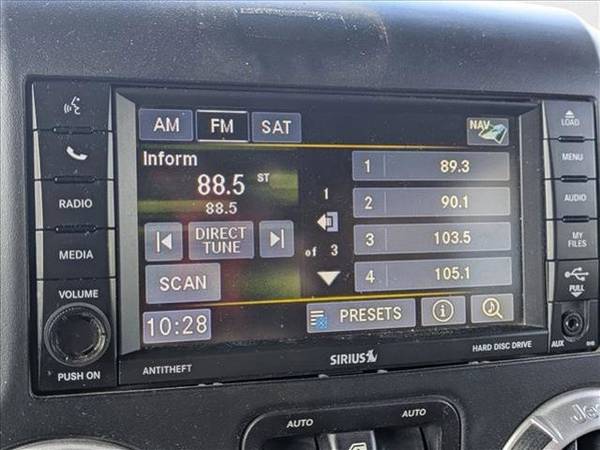 AM FM SAT NAV
Inform
88.5 ST
88.5
DIRECT
TUNE
SCAN
10:28
1
of 3
1 89.3
2 90.1
3 103.5
4 105.1
PRESETS
RADIO
MEDIA
VOLUME
PUSH ON
LOAD
MENU
AUDIO
MY
FILES
PULL
AUX
ANTITHEFT
SIRIUS
HARD DISC DRIVE
AUTO
AUTO
Jeep